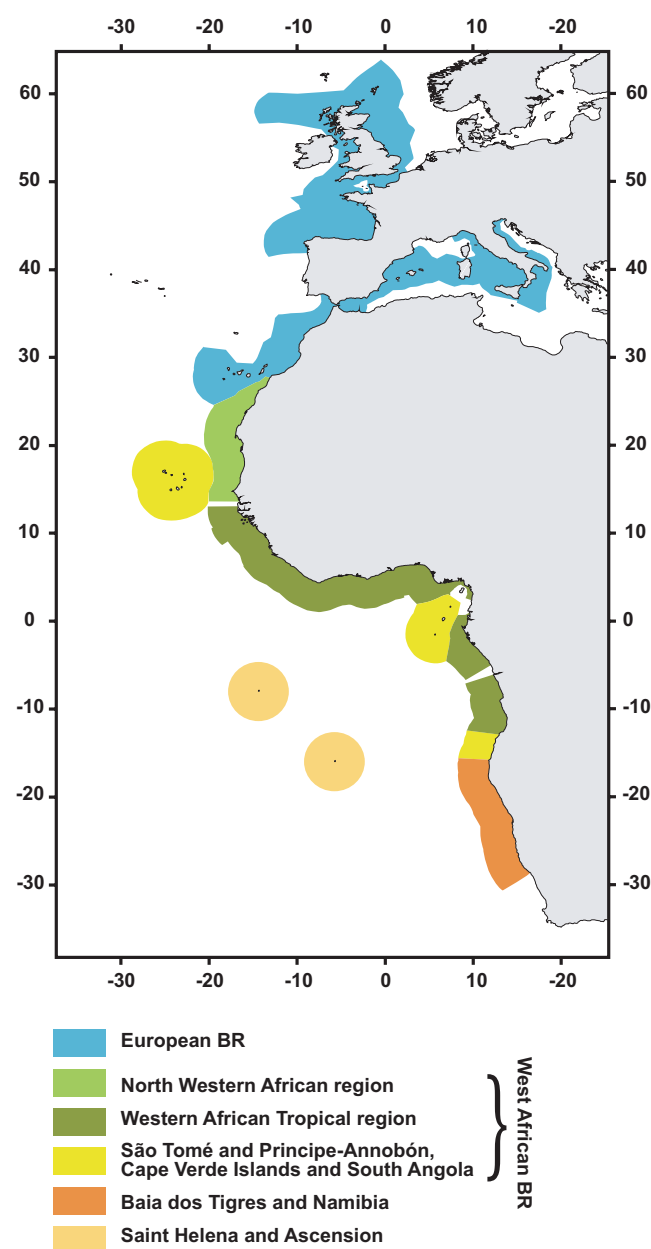 -30 -20 -10 0 10 -20
60 60
50 50
40 40
30 30
20 20
10 10
0 0
-10 -10
-20 -20
-30 -30
-30 -20 -10 0 10 -20
European BR
North Western African region
Western African Tropical region
São Tomé and Principe-Annobón,
Cape Verde Islands and South Angola
West African BR
Baia dos Tigres and Namibia
Saint Helena and Ascension